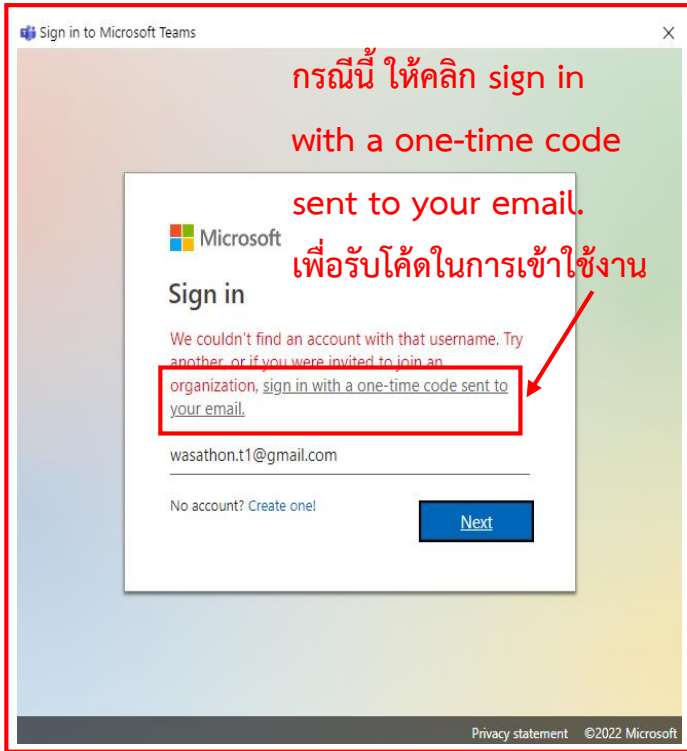 Sign in to Microsoft Teams
กรณีนี้ ให้คลิก sign in
with a one-time code
sent to your email.
เพื่อรับโค้ดในการเข้าใช้งาน
Microsoft
Sign in
We couldn't find an account with that username. Try
another, or if you were invited to join an
organization, sign in with a one-time code sent to
your email.
wasathon.t1@gmail.com
No account? Create one!
Next
Privacy statement ©2022 Microsoft